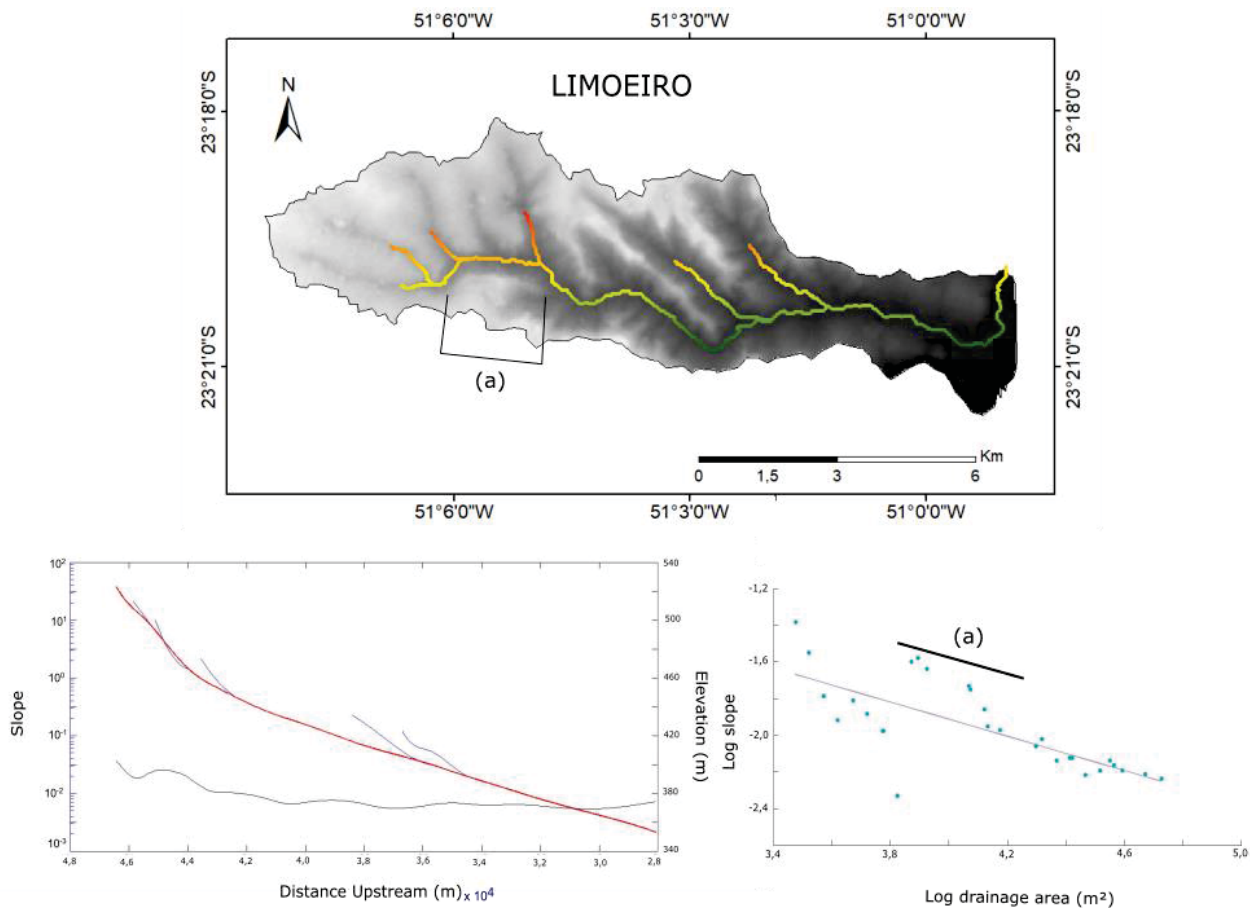 51°6'0"W 51°3'0"W 51°0'0"W
LIMOEIRO
N
23°18'0"S 23°18'0"S
23°21'0"S 23°21'0"S
(a)
Km
0 1,5 3 6
51°6'0"W 51°3'0"W 51°0'0"W
10² 540
10¹ 500
10⁰ 460
10⁻¹ 420
10⁻² 380
10⁻³ 340
Slope
Elevation (m)
4,8 4,6 4,4 4,2 4,0 3,8 3,6 3,4 3,2 3,0 2,8
Distance Upstream (m) x 10⁴
-1,2
(a)
-1,6
-2,0
-2,4
Log slope
3,4 3,8 4,2 4,6 5,0
Log drainage area (m²)